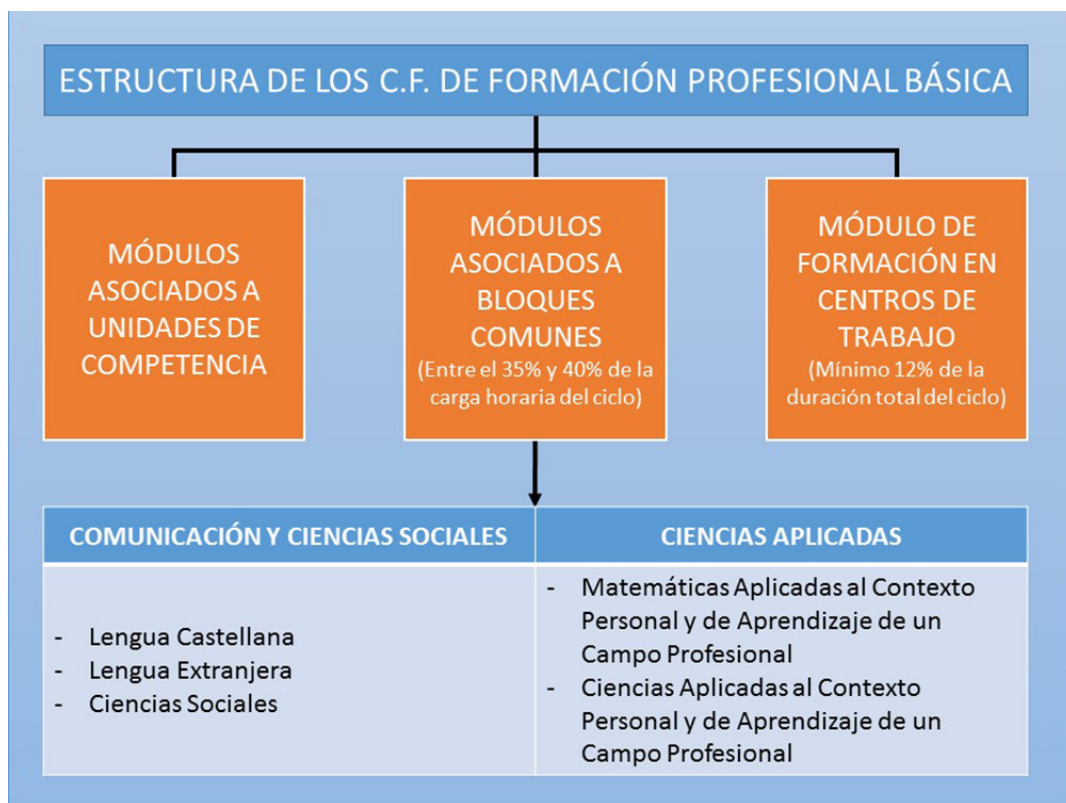 ESTRUCTURA DE LOS C.F. DE FORMACIÓN PROFESIONAL BÁSICA
MÓDULOS
ASOCIADOS A
UNIDADES DE
COMPETENCIA
MÓDULOS
ASOCIADOS A
BLOQUES
COMUNES
(Entre el 35% y 40% de la
carga horaria del ciclo)
MÓDULO DE
FORMACIÓN EN
CENTROS DE
TRABAJO
(Mínimo 12% de la
duración total del ciclo)
COMUNICACIÓN Y CIENCIAS SOCIALES
- Lengua Castellana
- Lengua Extranjera
- Ciencias Sociales
CIENCIAS APLICADAS
- Matemáticas Aplicadas al Contexto
Personal y de Aprendizaje de un
Campo Profesional
- Ciencias Aplicadas al Contexto
Personal y de Aprendizaje de un
Campo Profesional